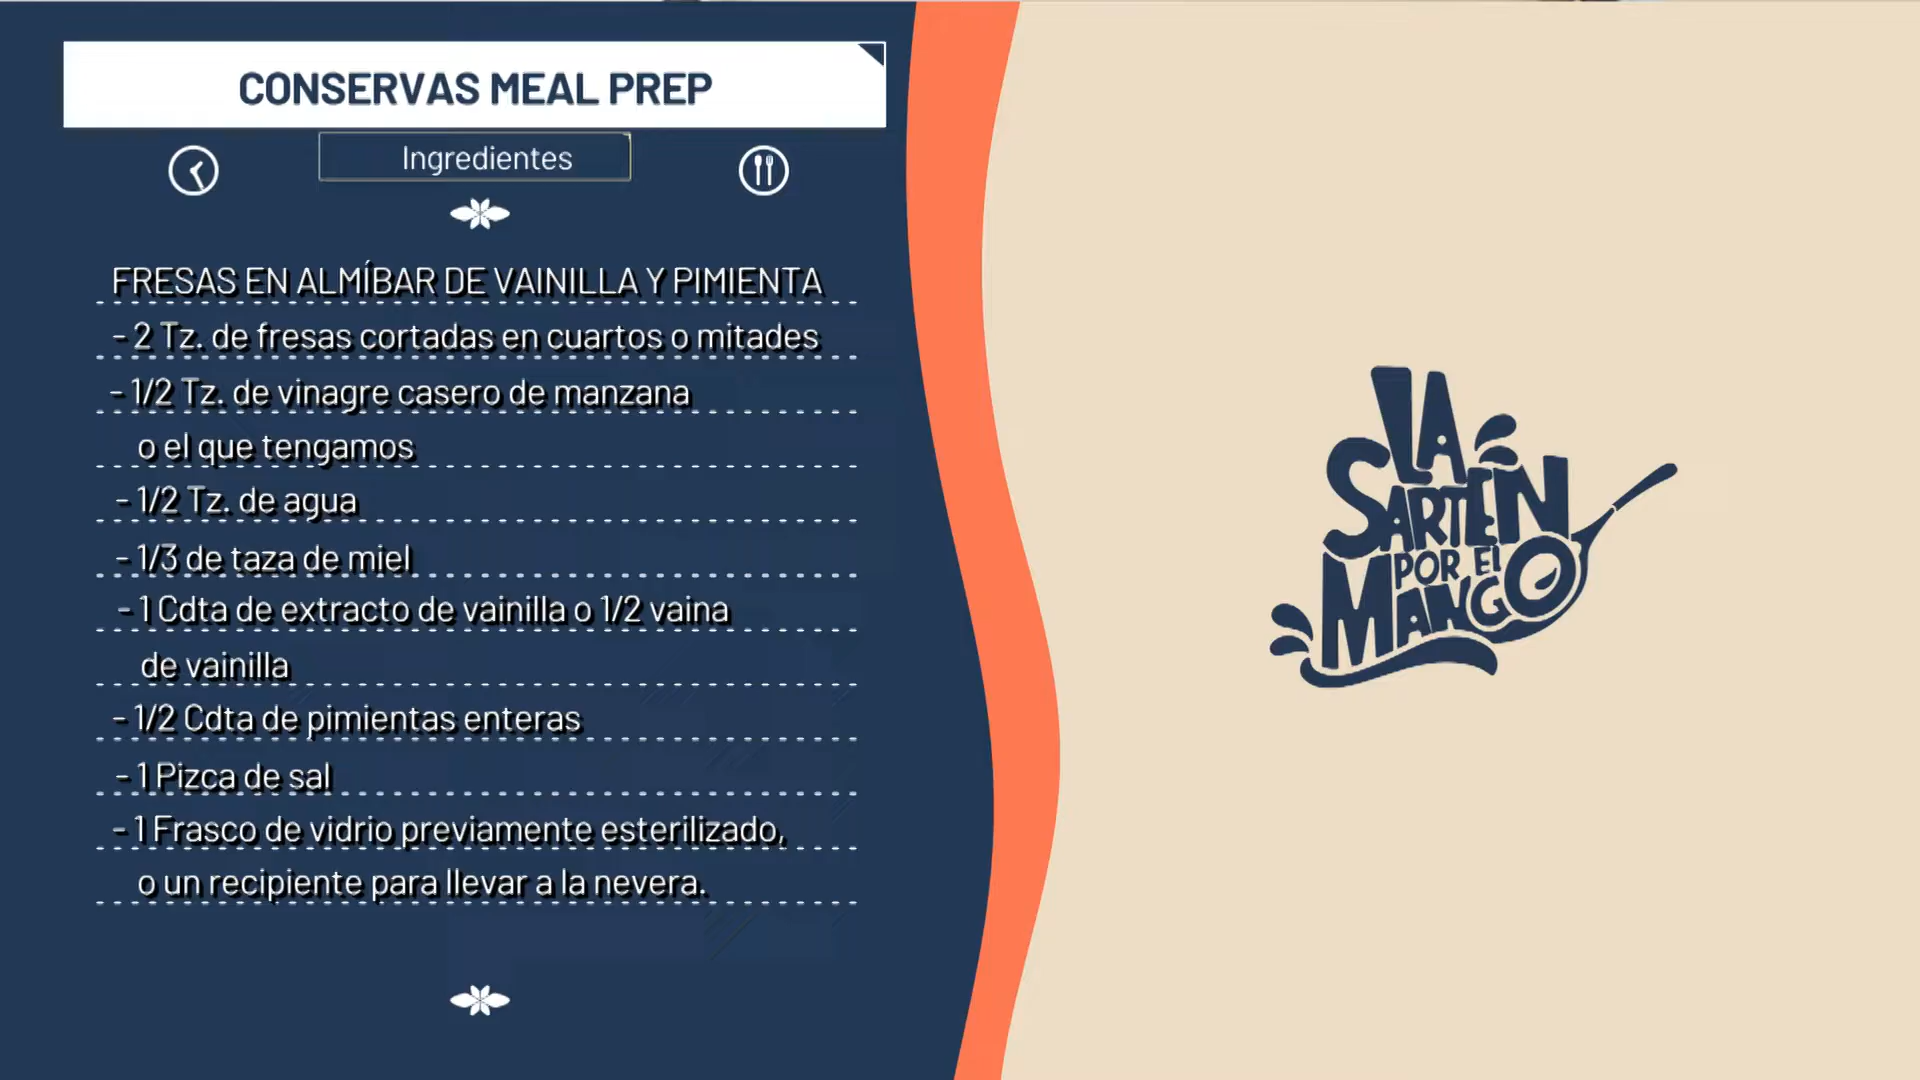 CONSERVAS MEAL PREP
Ingredientes
FRESAS EN ALMÍBAR DE VAINILLA Y PIMIENTA
- 2 Tz. de fresas cortadas en cuartos o mitades
- 1/2 Tz. de vinagre casero de manzana
o el que tengamos
- 1/2 Tz. de agua
- 1/3 de taza de miel
- 1 Cdta de extracto de vainilla o 1/2 vaina
de vainilla
- 1/2 Cdta de pimientas enteras
- 1 Pizca de sal
- 1 Frasco de vidrio previamente esterilizado,
o un recipiente para llevar a la nevera.
LA
SARTEN
POR El
MANGO